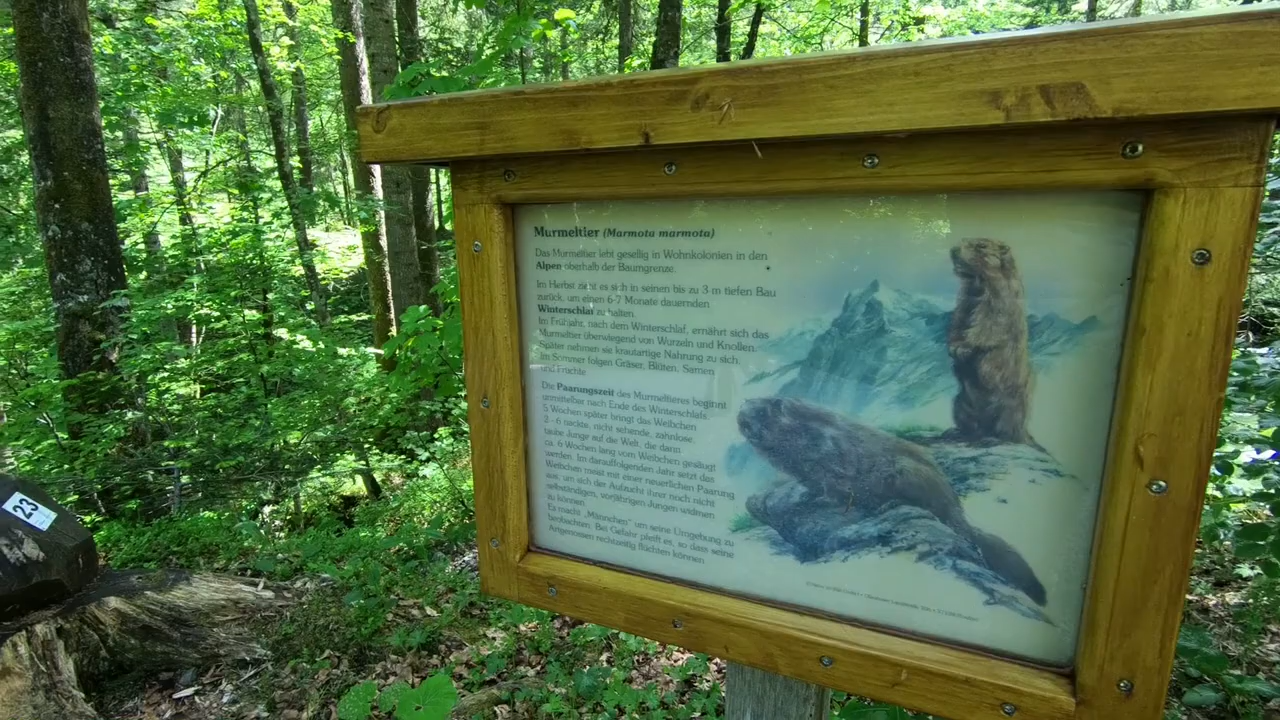 Murmeltier (Marmota marmota)
Das Murmeltier lebt gesellig in Wohnkolonien in den
Alpen oberhalb der Baumgrenze.
Im Herbst zieht es sich in seinen bis zu 3 m tiefen Bau
zurück, um einen 6-7 Monate dauernden
Winterschlaf zu halten.
Im Frühjahr, nach dem Winterschlaf, ernährt sich das
Murmeltier überwiegend von Wurzeln und Knollen.
Später nehmen sie krautartige Nahrung zu sich.
Im Sommer folgen Gräser, Blüten, Samen
und Früchte.
Die Paarungszeit des Murmeltieres beginnt
unmittelbar nach Ende des Winterschlafs.
5 Wochen später bringt das Weibchen
2 - 6 nackte, nicht sehende, zahnlose,
taube Junge auf die Welt, die dann
ca. 6 Wochen lang vom Weibchen gesäugt
werden. Im darauffolgenden Jahr setzt das
Weibchen meist mit einer neuerlichen Paarung
aus, um sich der Aufzucht ihrer noch nicht
selbständigen, vorjährigen Jungen widmen
zu können.
Es macht „Männchen" um seine Umgebung zu
beobachten. Bei Gefahr pfeift es, so dass seine
Artgenossen rechtzeitig flüchten können.
23